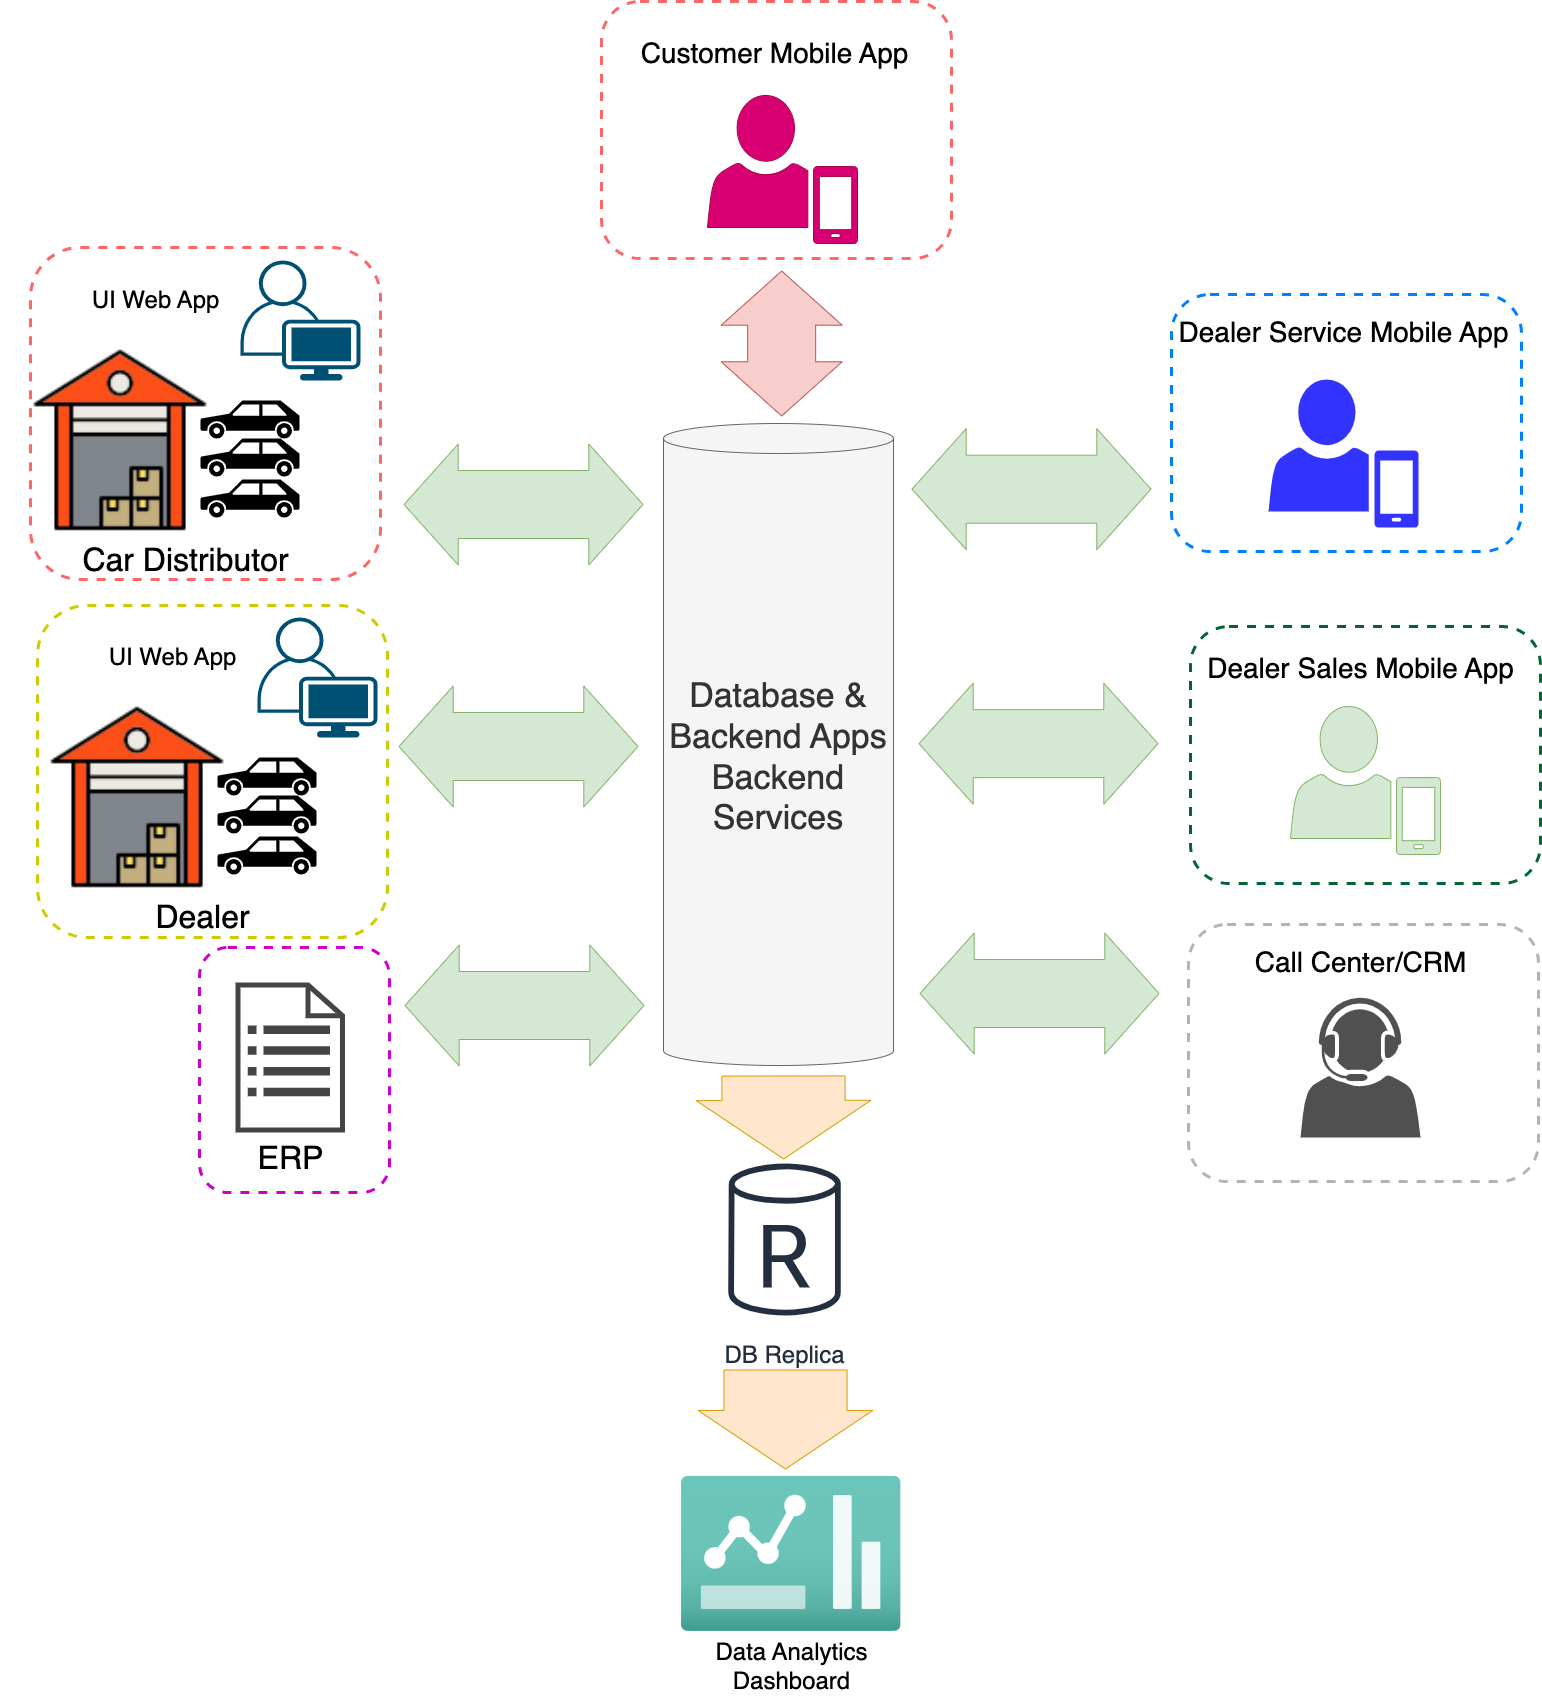 Customer Mobile App
UI Web App
Car Distributor
Dealer Service Mobile App
UI Web App
Dealer
Database &
Backend Apps
Backend
Services
Dealer Sales Mobile App
ERP
Call Center/CRM
R
DB Replica
Data Analytics
Dashboard